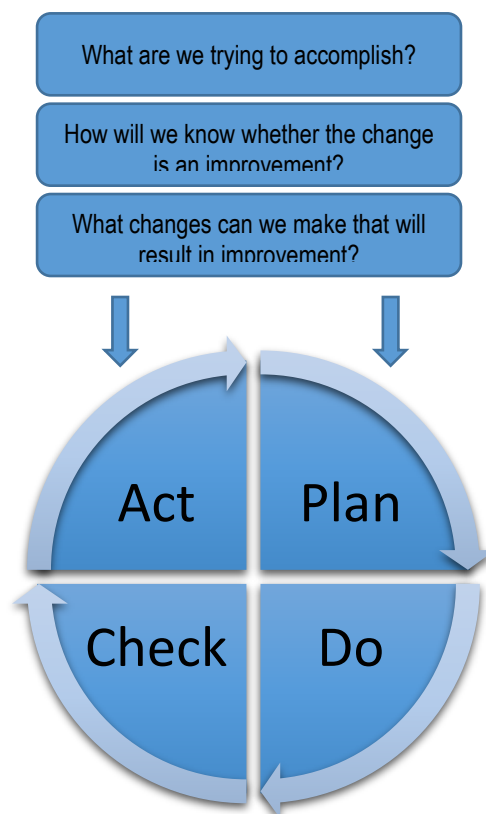 What are we trying to accomplish?
How will we know whether the change
is an improvement?
What changes can we make that will
result in improvement?
Act
Plan
Check
Do